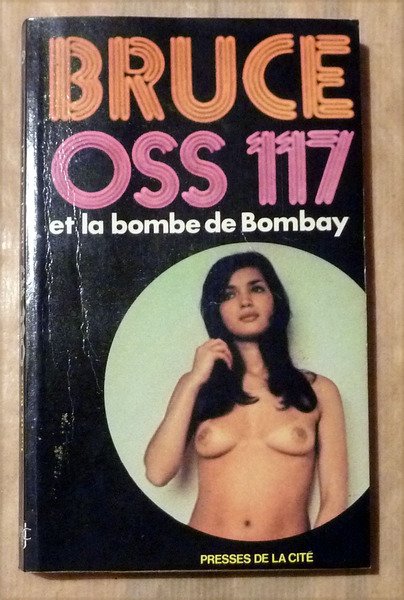 BRUCE
OSS 117
et la bombe de Bombay
PRESSES DE LA CITÉ